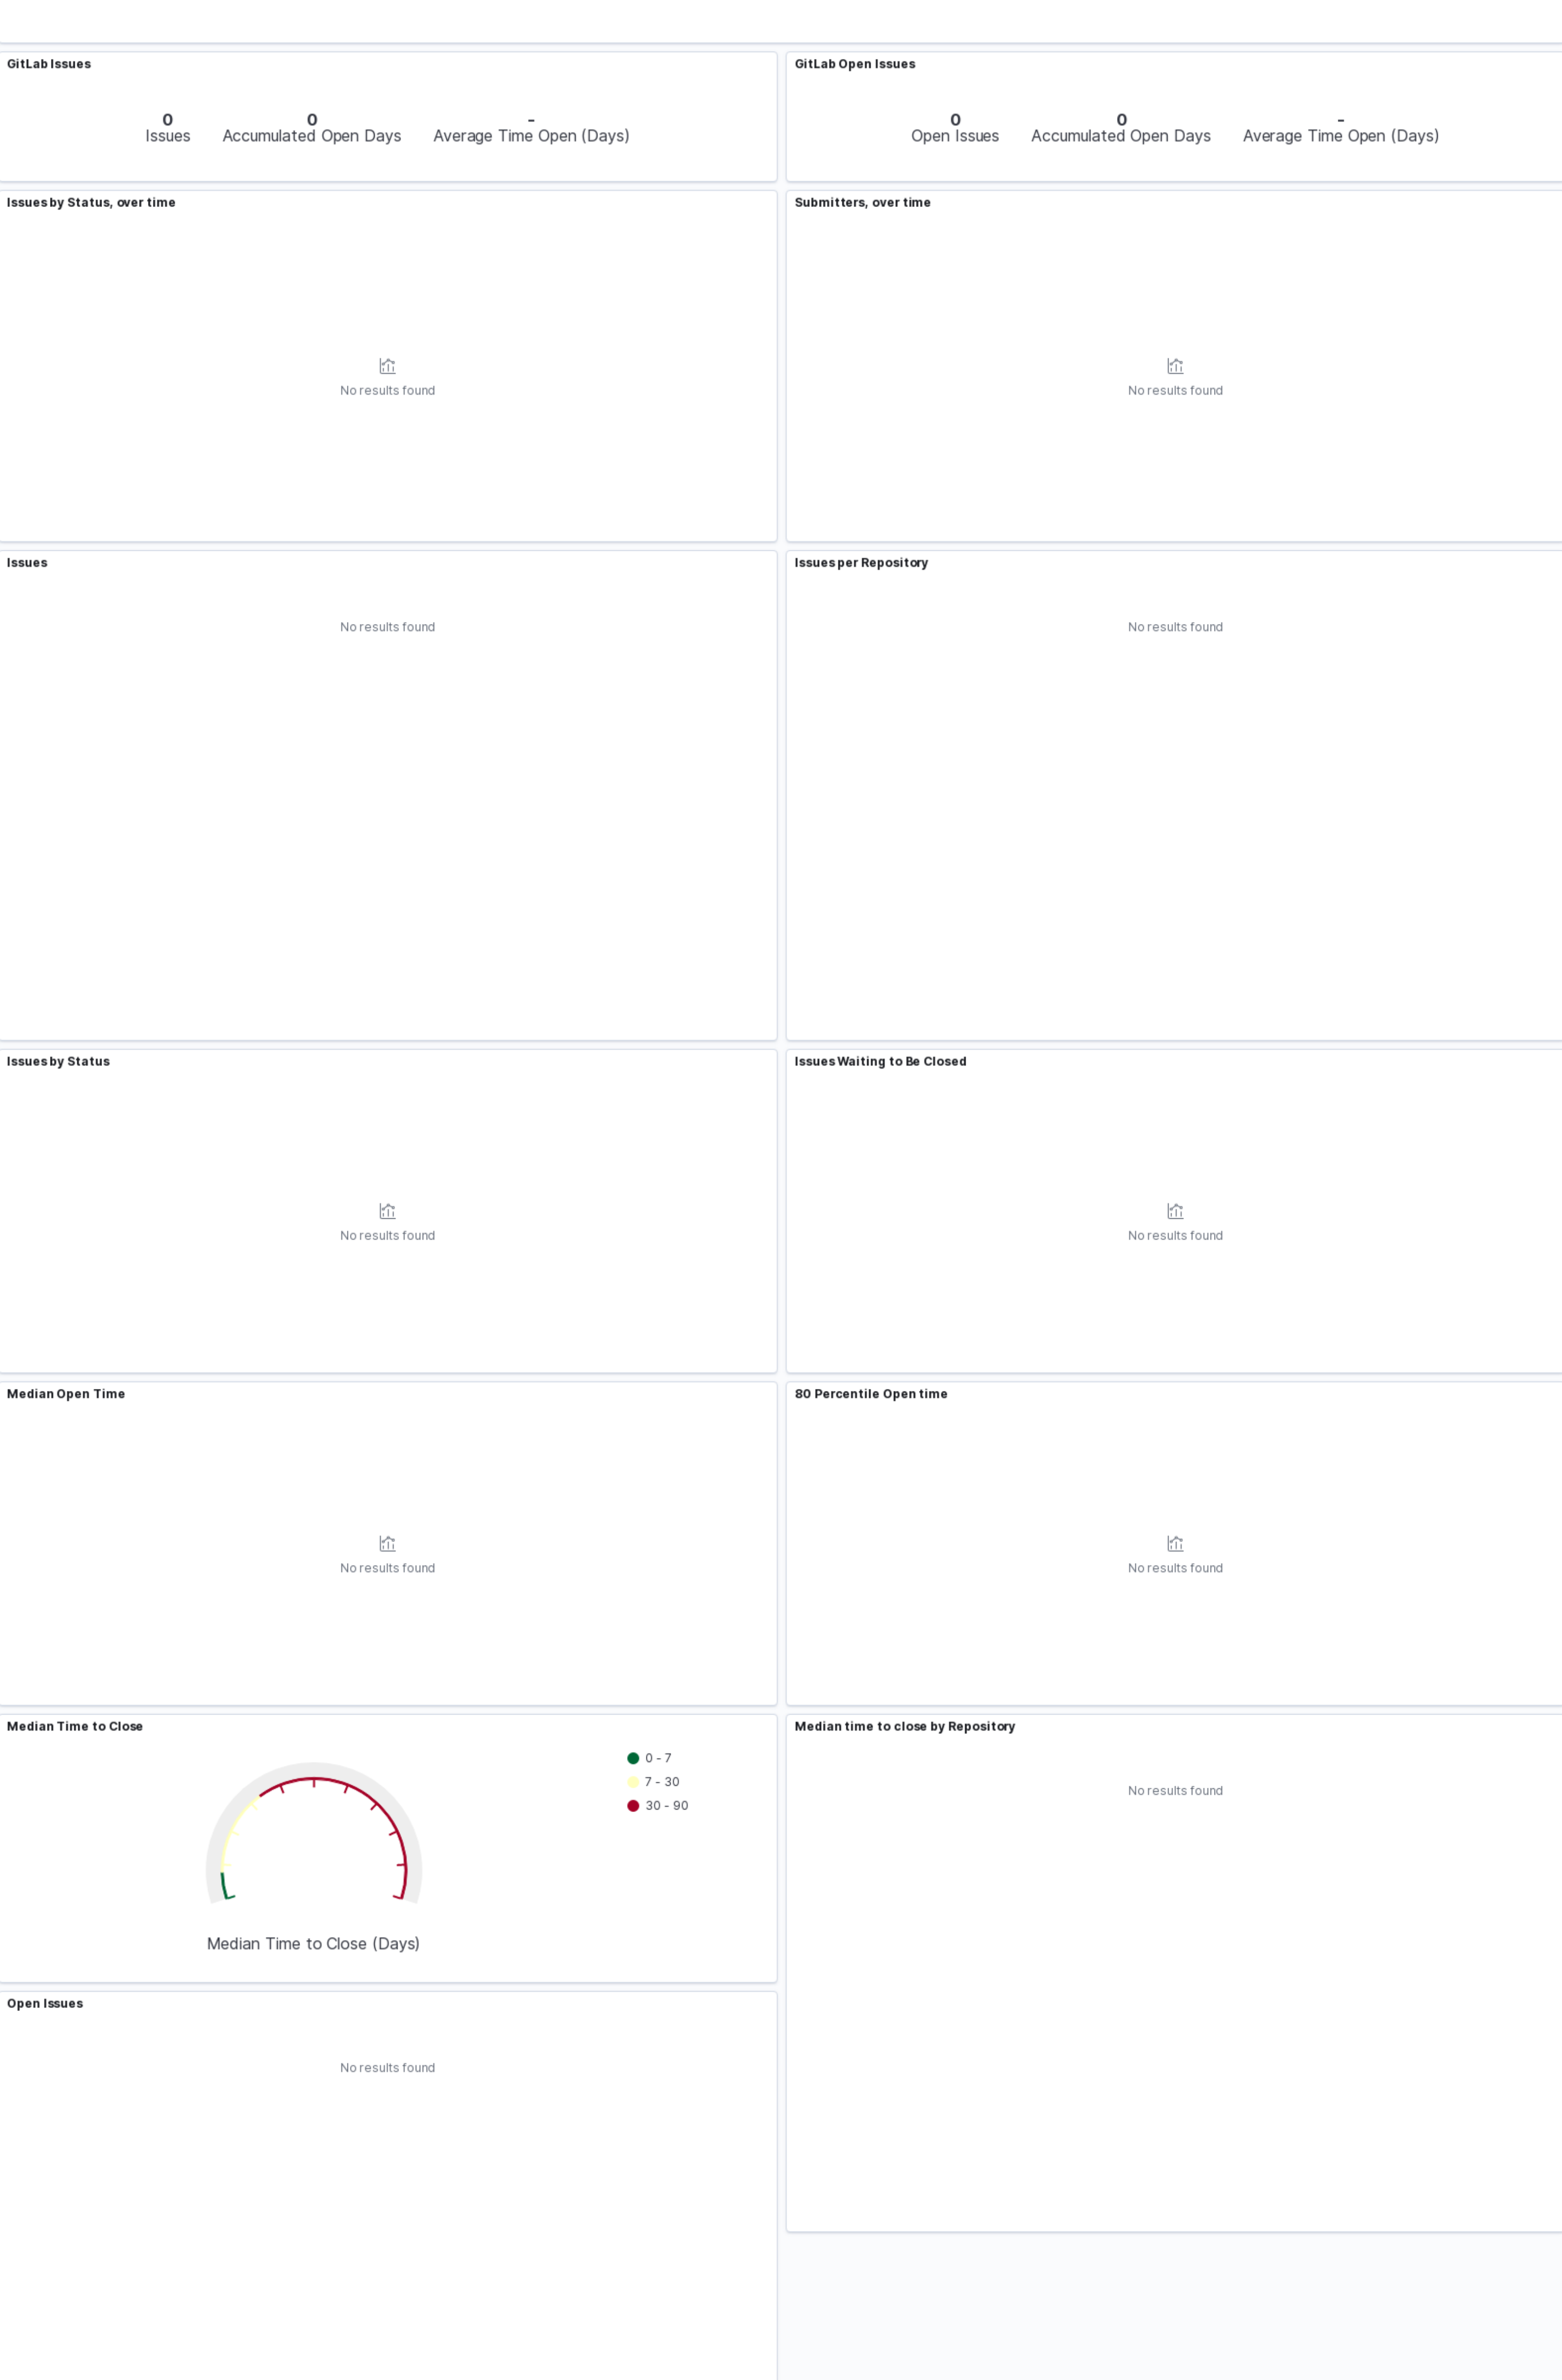 GitLab Issues
0
Issues
0
Accumulated Open Days
-
Average Time Open (Days)
GitLab Open Issues
0
Open Issues
0
Accumulated Open Days
-
Average Time Open (Days)
Issues by Status, over time
No results found
Submitters, over time
No results found
Issues
No results found
Issues per Repository
No results found
Issues by Status
No results found
Issues Waiting to Be Closed
No results found
Median Open Time
No results found
80 Percentile Open time
No results found
Median Time to Close
0 - 7
7 - 30
30 - 90
Median Time to Close (Days)
Median time to close by Repository
No results found
Open Issues
No results found